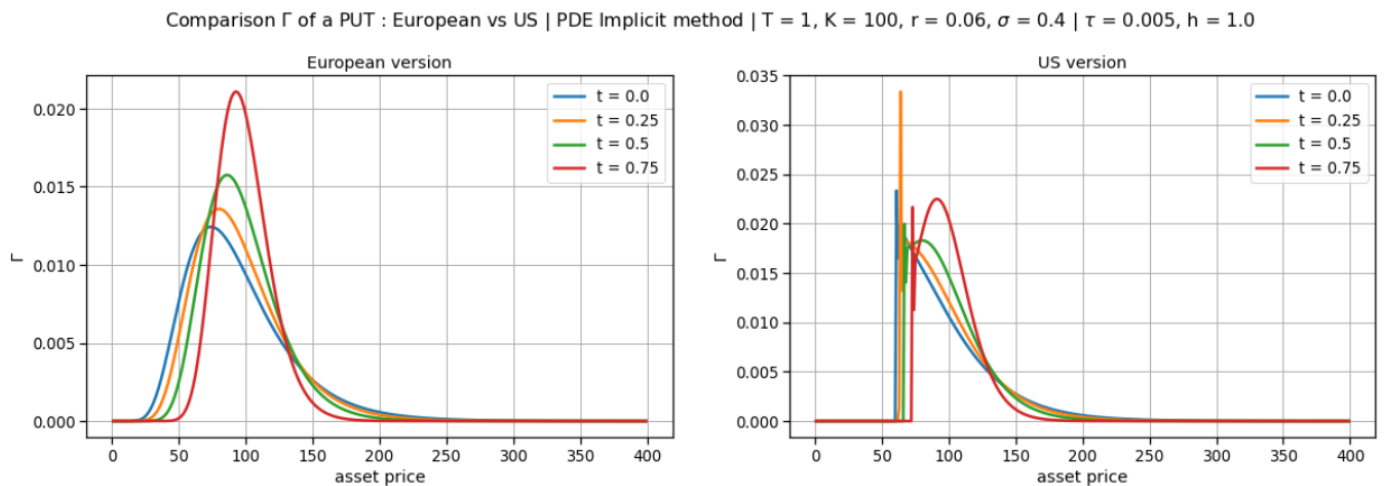 Comparison Γ of a PUT : European vs US | PDE Implicit method | T = 1, K = 100, r = 0.06, σ = 0.4 | τ = 0.005, h = 1.0
European version
0.020
0.015
0.010
0.005
0.000
Γ
t = 0.0
t = 0.25
t = 0.5
t = 0.75
0 50 100 150 200 250 300 350 400
asset price
US version
0.035
0.030
0.025
0.020
0.015
0.010
0.005
0.000
Γ
t = 0.0
t = 0.25
t = 0.5
t = 0.75
0 50 100 150 200 250 300 350 400
asset price